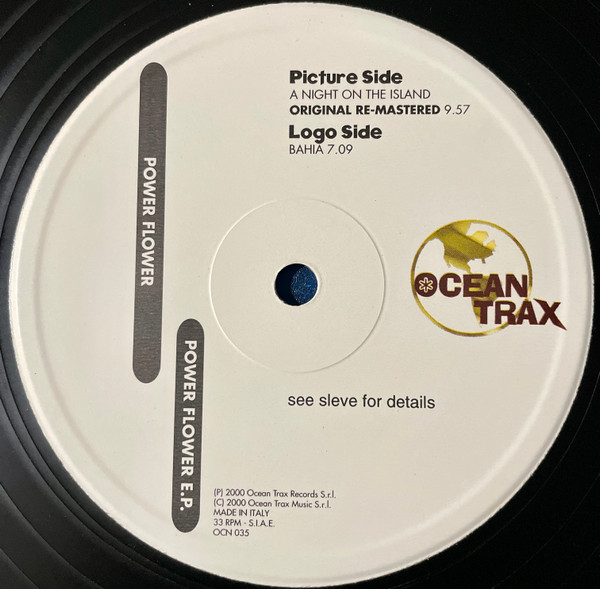 Picture Side
A NIGHT ON THE ISLAND
ORIGINAL RE-MASTERED 9.57
Logo Side
BAHIA 7.09
POWER FLOWER
POWER FLOWER E.P.
OCEAN
TRAX
see sleve for details
(P) 2000 Ocean Trax Records S.r.l.
(C) 2000 Ocean Trax Music S.r.l.
MADE IN ITALY
33 RPM - S.I.A.E.
OCN 035